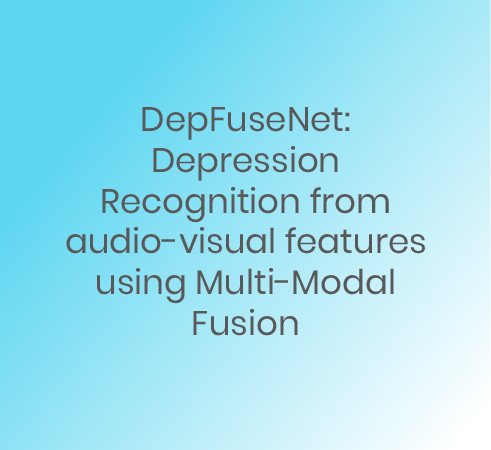 DepFuseNet:
Depression
Recognition from
audio-visual features
using Multi-Modal
Fusion